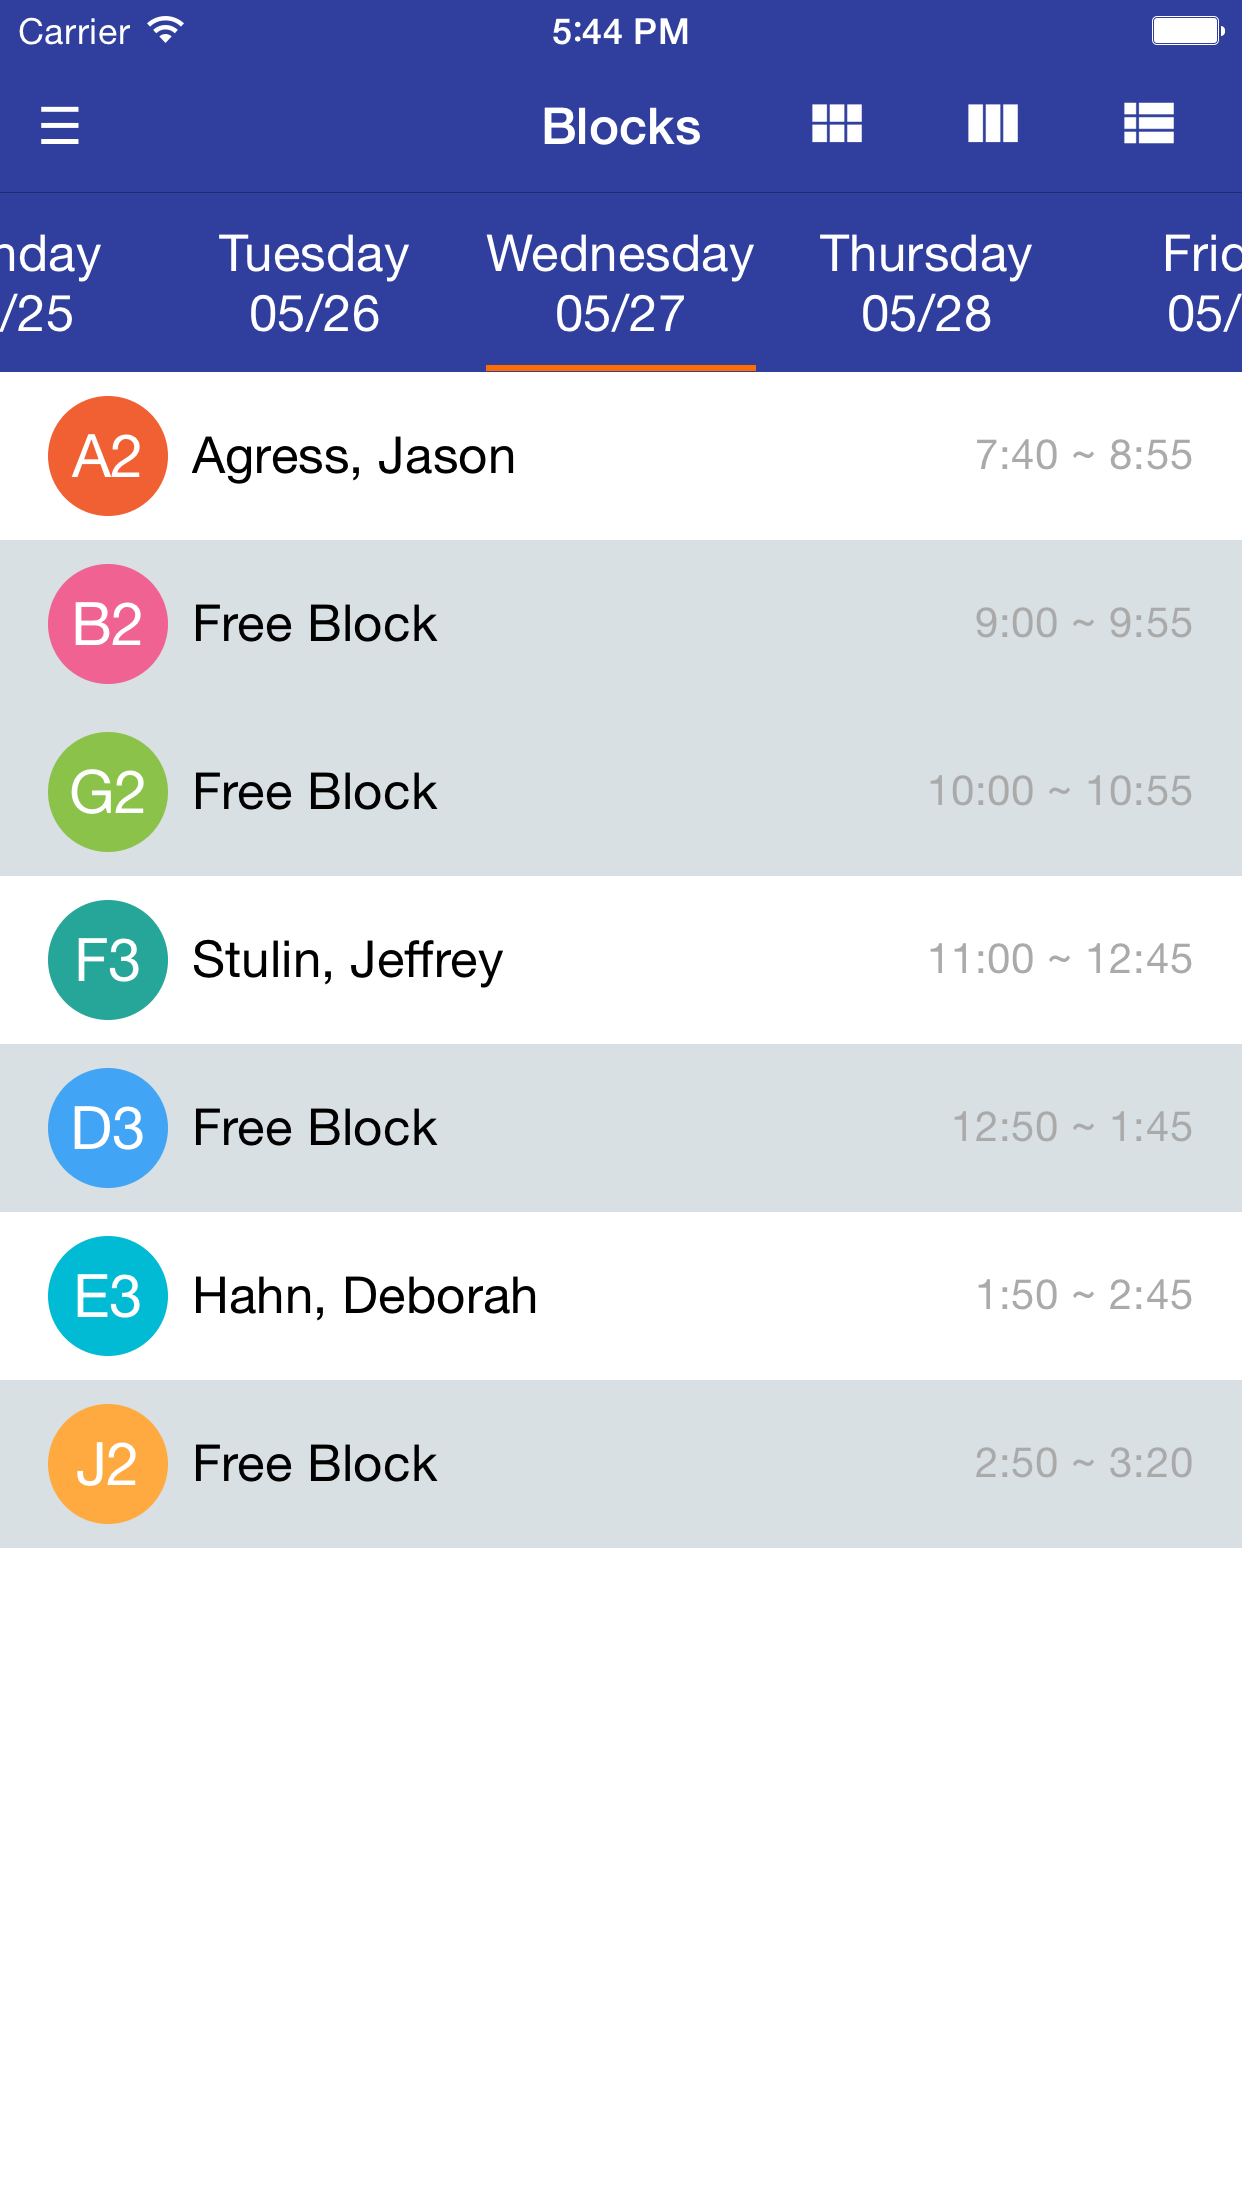 Carrier 5:44 PM
Blocks
nday Tuesday Wednesday Thursday Frid
/25 05/26 05/27 05/28 05/
A2 Agress, Jason 7:40 ~ 8:55
B2 Free Block 9:00 ~ 9:55
G2 Free Block 10:00 ~ 10:55
F3 Stulin, Jeffrey 11:00 ~ 12:45
D3 Free Block 12:50 ~ 1:45
E3 Hahn, Deborah 1:50 ~ 2:45
J2 Free Block 2:50 ~ 3:20